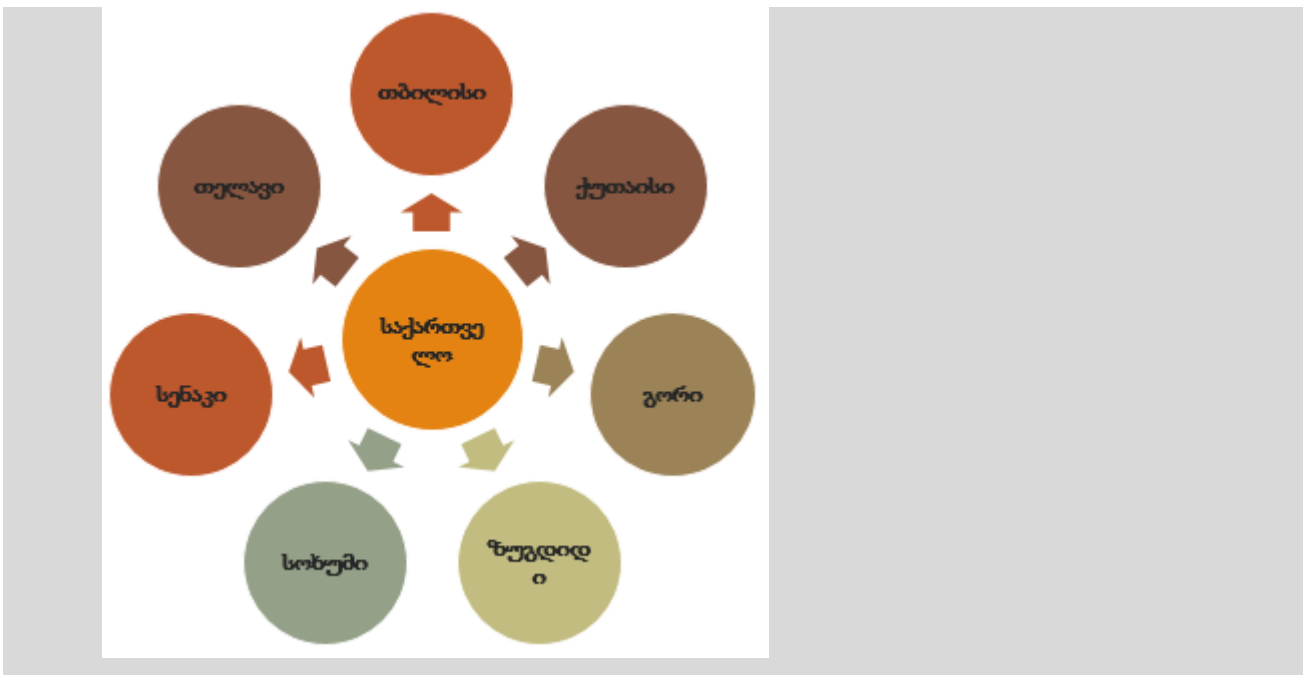 თბილისი
თელავი
ქუთაისი
საქართვე
ლო
სენაკი
გორი
სოხუმი
ზუგდიდ
ი